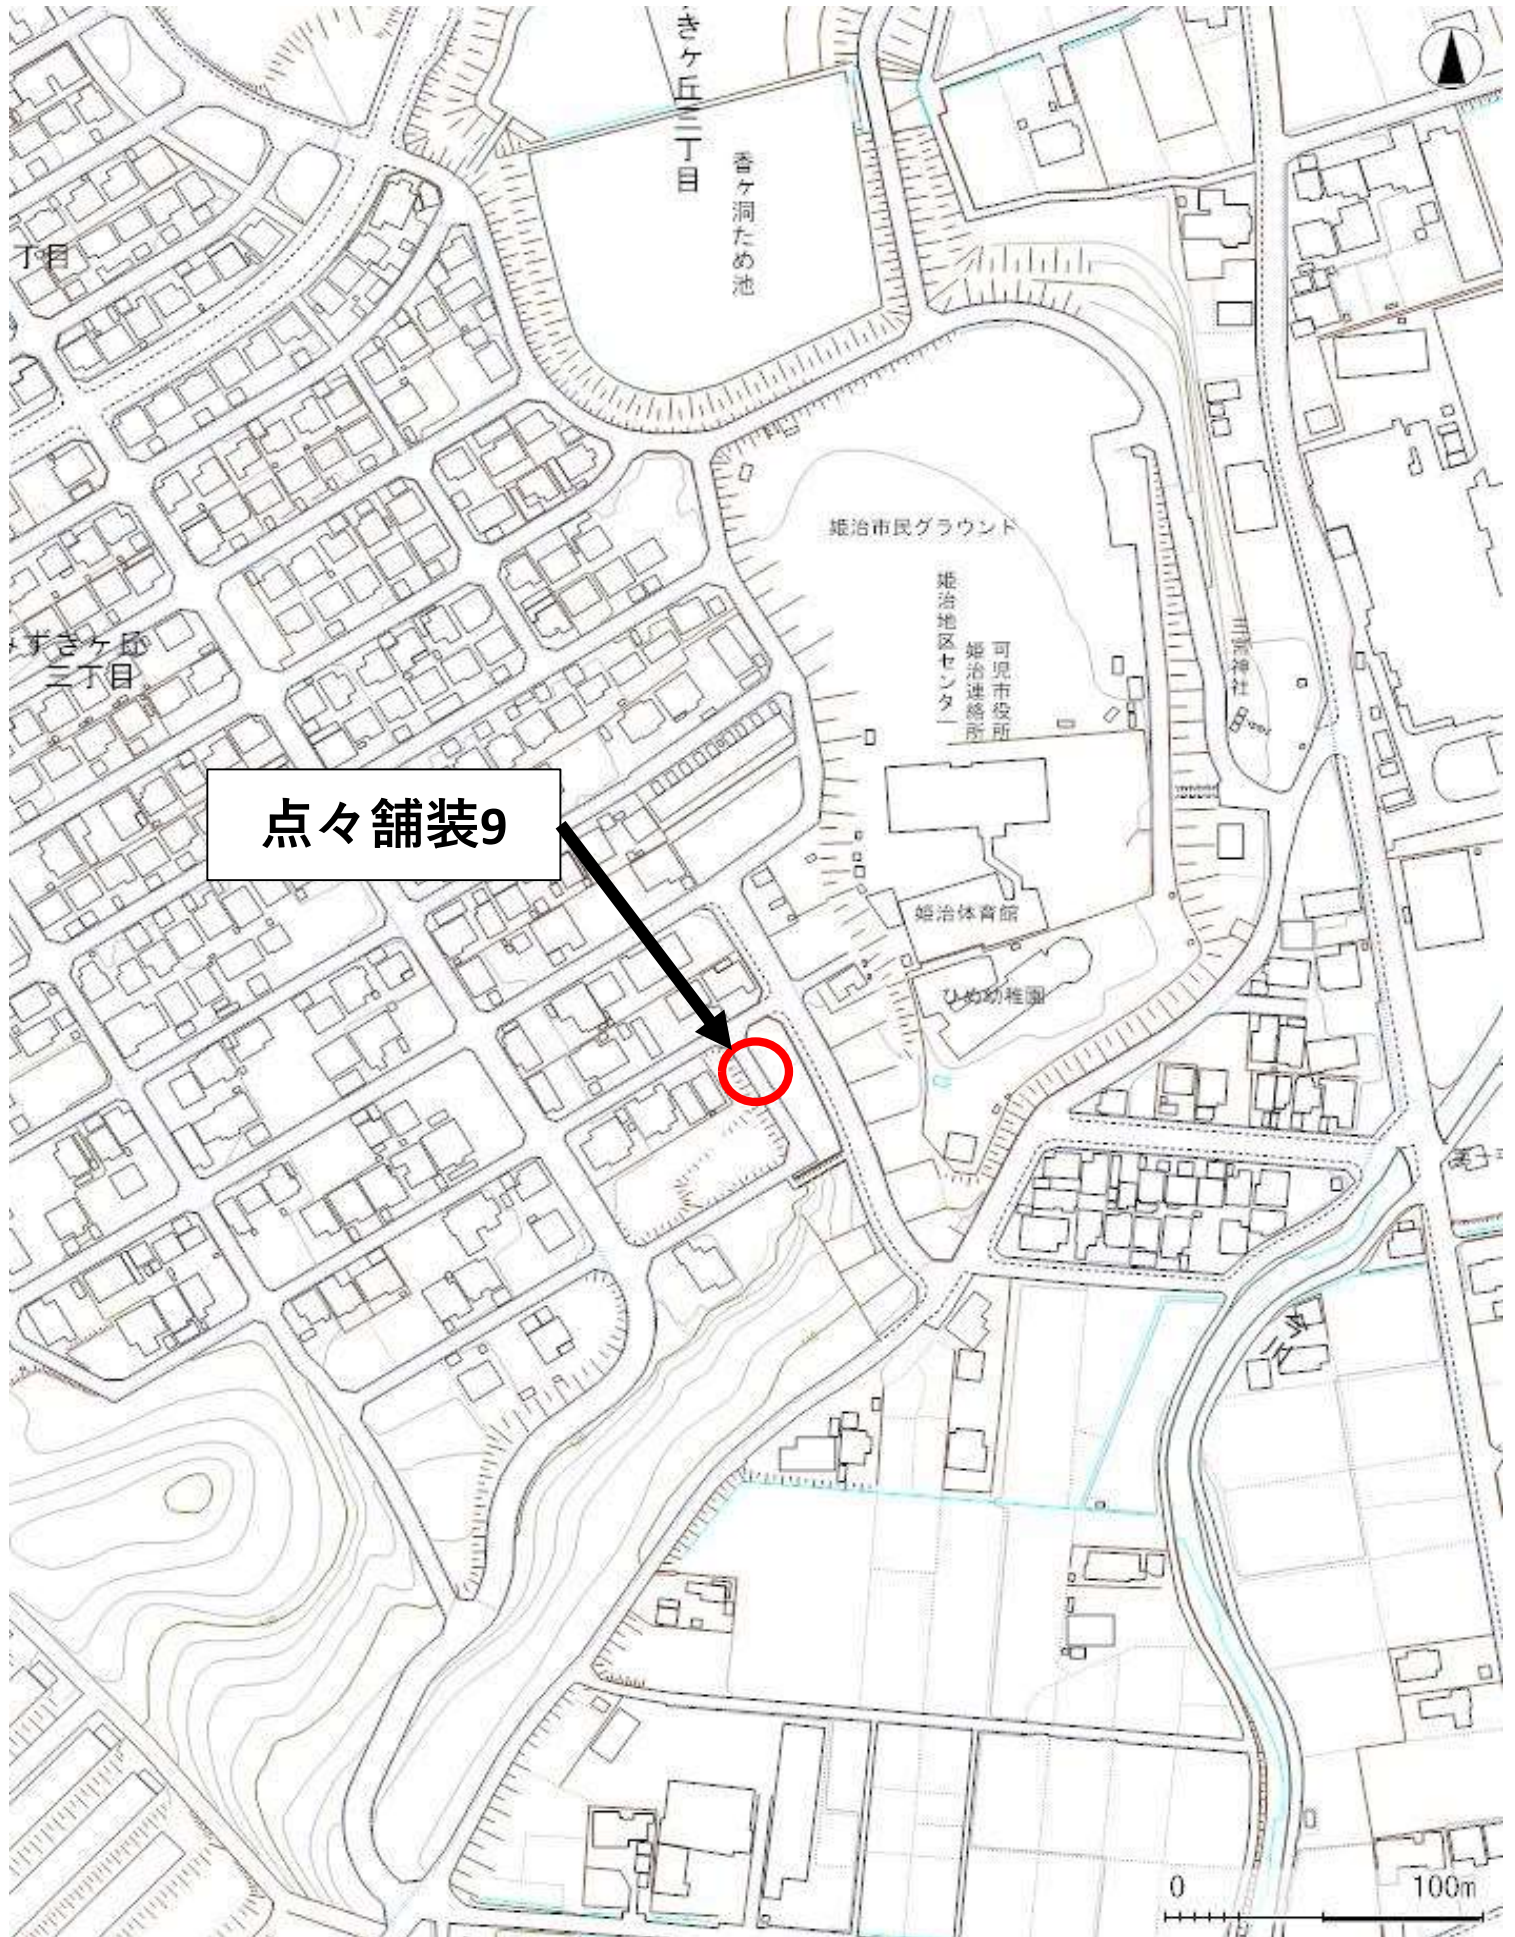 きケ丘三丁目
香ケ洞ため池
丁目
姫治市民グラウンド
姫治地区センター
可児市役所
姫治連絡所
ずきケ丘
三丁目
三宮神社
点々舗装9
姫治体育館
ひめ幼稚園
0 100m